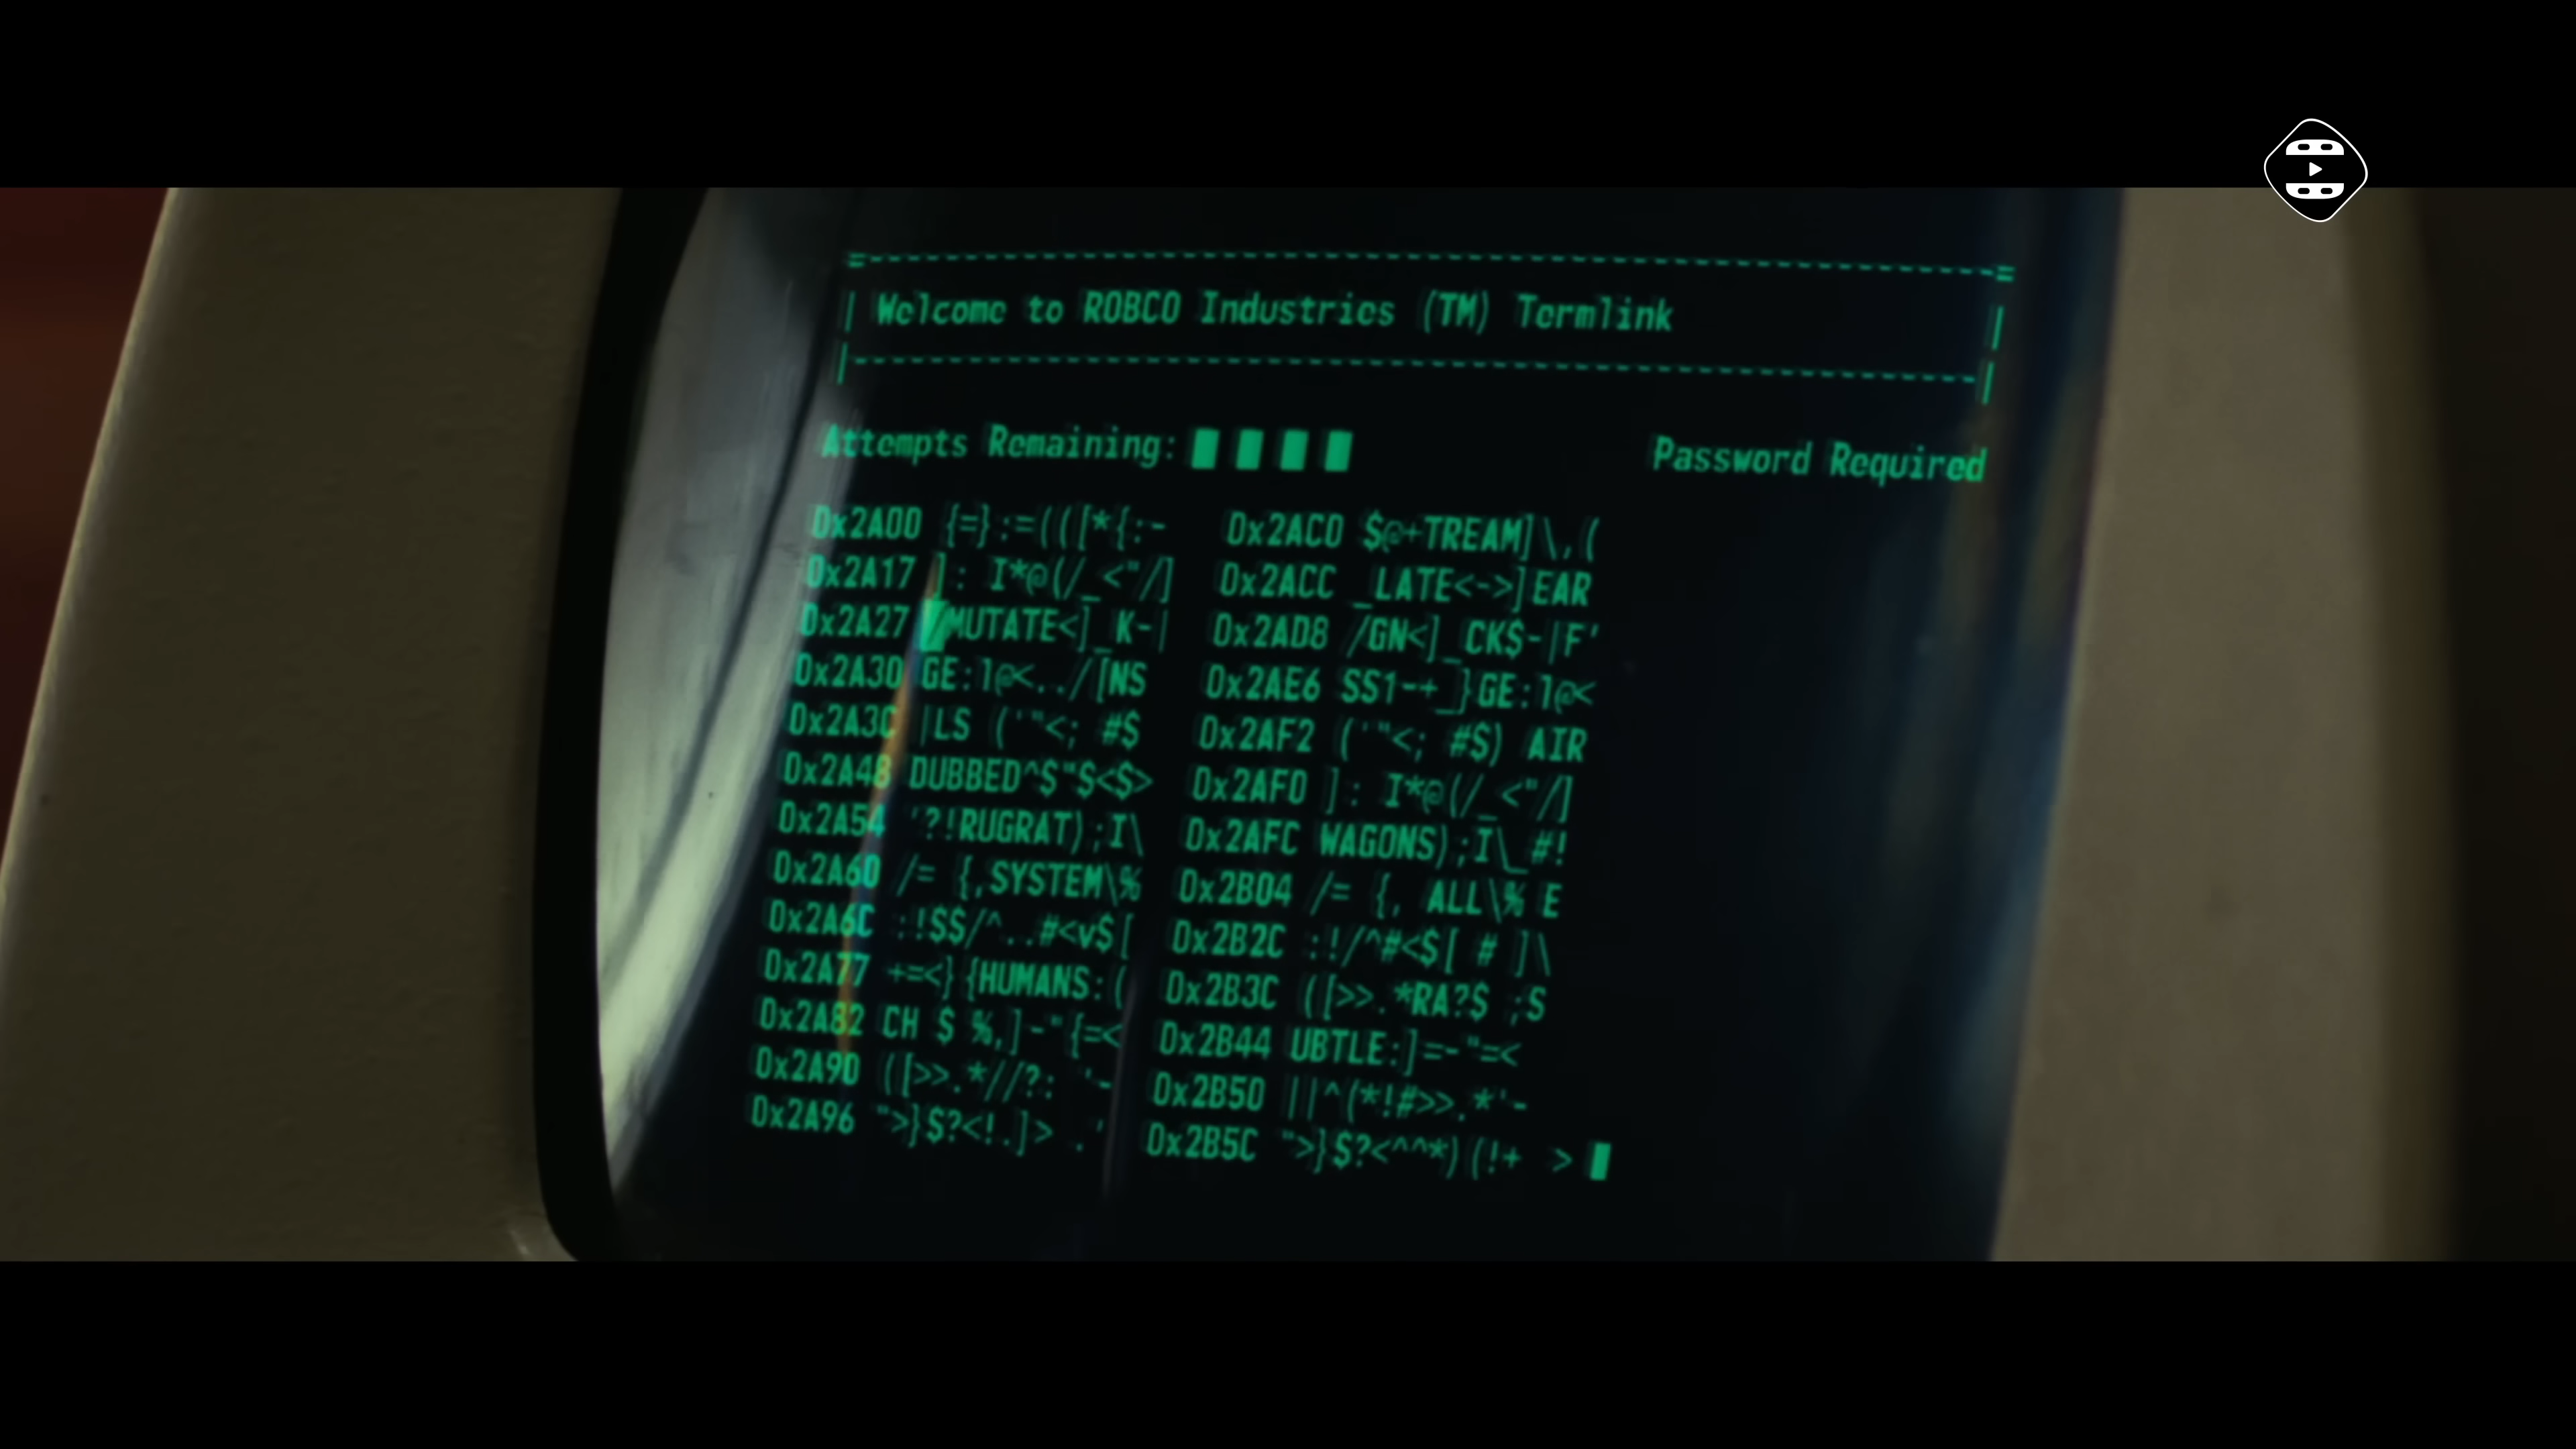 =-----------------------------------------------------=
| Welcome to ROBCO Industries (TM) Termlink |
|-----------------------------------------------------|
Attempts Remaining: █ █ █ █ Password Required
0x2A00 {=}:=(([*{:- 0x2AC0 $@+TREAM]\,(
0x2A17 ]: I*@(/_<"/] 0x2ACC _LATE<->]EAR
0x2A27 /MUTATE<]_K-| 0x2AD8 /GN<]_CK$-|F'
0x2A30 GE:l@<../[NS 0x2AE6 SS1-+_}GE:l@<
0x2A3C |LS ('"<; #$ 0x2AF2 ('"<; #$) AIR
0x2A48 DUBBED^$"$<$> 0x2AF0 ]: I*@(/_<"/]
0x2A54 '?!RUGRAT);I\ 0x2AFC WAGONS);I\_#!
0x2A60 /= {,SYSTEM\% 0x2B04 /= {, ALL\% E
0x2A6C :!$$/^..#<v$[ 0x2B2C :!/^#<$[ # ]\
0x2A77 +=<}{HUMANS:( 0x2B3C ([>>.*RA?$ ;S
0x2A82 CH $ %,]-"{=< 0x2B44 UBTLE:]=-"=<
0x2A90 ([>>.*//?: '- 0x2B50 ||^(*!#>>.*'-
0x2A96 ">}$?<!.]> .' 0x2B5C ">}$?<^^*)(!+ > █